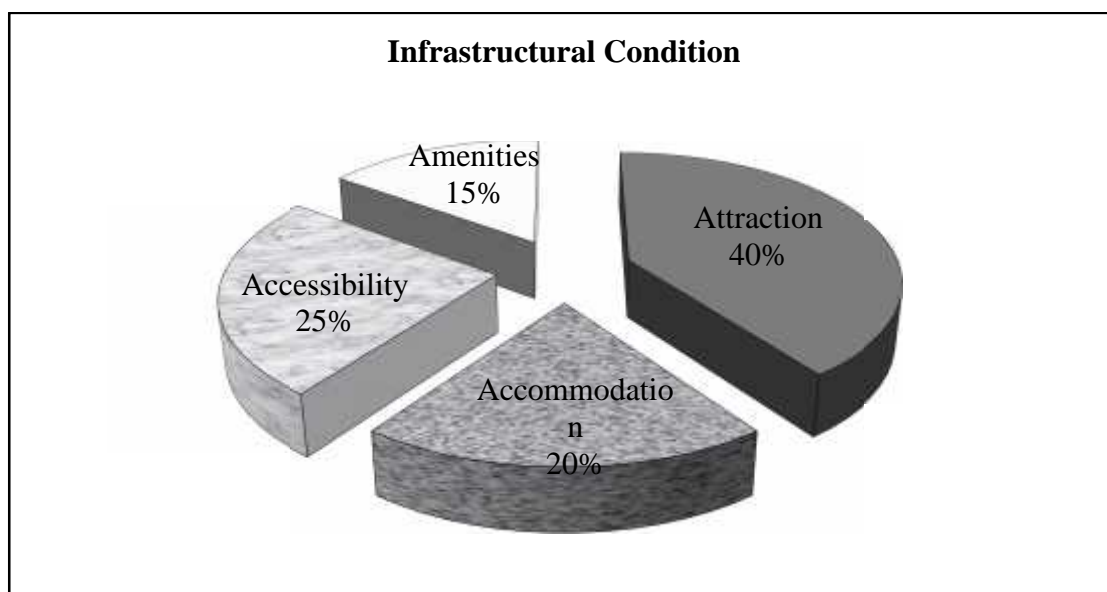 Infrastructural Condition
Amenities
15%
Attraction
40%
Accessibility
25%
Accommodatio
n
20%